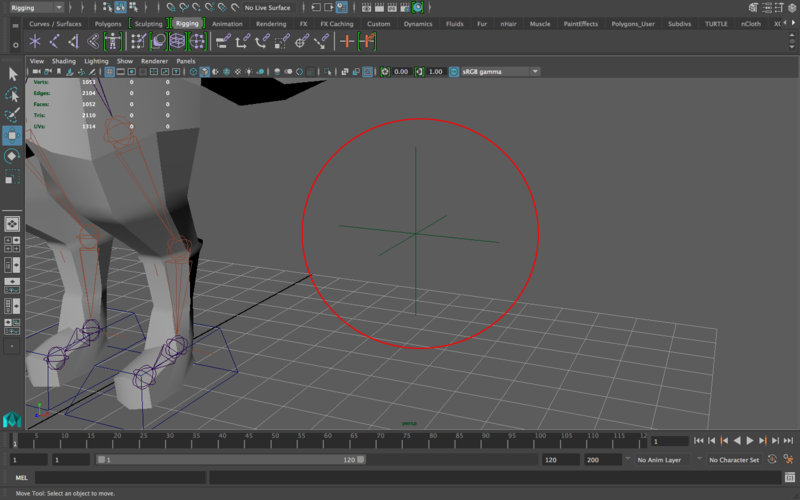 Rigging No Live Surface
Curves / Surfaces Polygons Sculpting Rigging Animation Rendering FX FX Caching Custom Dynamics Fluids Fur nHair Muscle PaintEffects Polygons_User Subdivs TURTLE nCloth
View Shading Lighting Show Renderer Panels
0.00 1.00 sRGB gamma
Verts: 1053 0 0
Edges: 2104 0 0
Faces: 1052 0 0
Tris: 2110 0 0
UVs: 1314 0 0
persp
1 5 10 15 20 25 30 35 40 45 50 55 60 65 70 75 80 85 90 95 100 105 110 115 12 1
1 1 1 120 120 200 No Anim Layer No Character Set
MEL
Move Tool: Select an object to move.